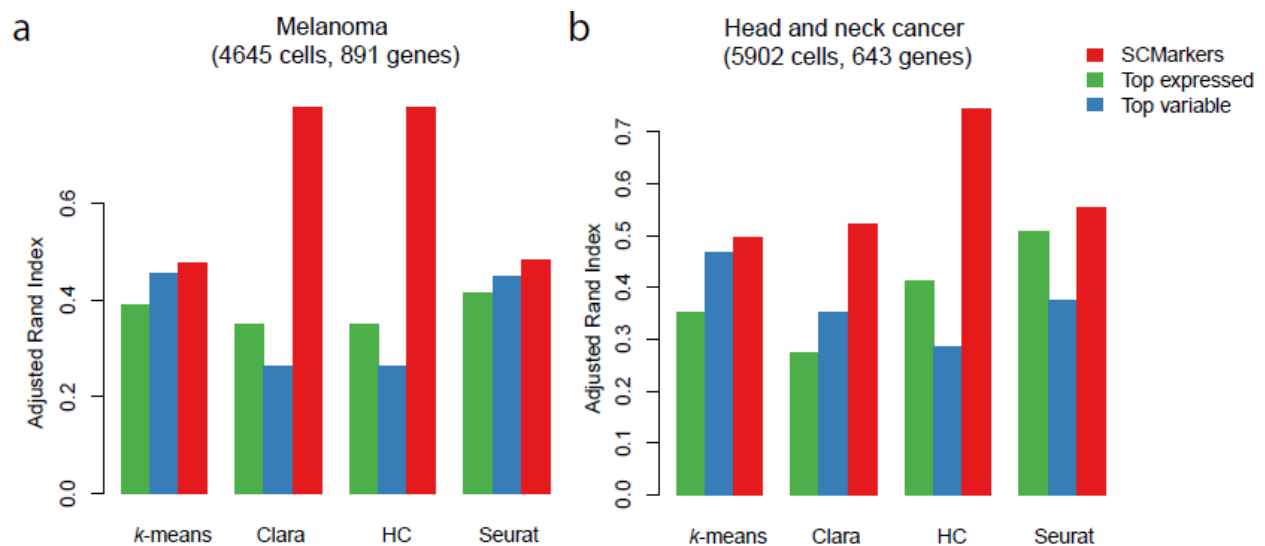 a
Melanoma
(4645 cells, 891 genes)
Adjusted Rand Index
0.6
0.4
0.2
0.0
k-means Clara HC Seurat
b
Head and neck cancer
(5902 cells, 643 genes)
Adjusted Rand Index
0.7
0.6
0.5
0.4
0.3
0.2
0.1
0.0
k-means Clara HC Seurat
SCMarkers
Top expressed
Top variable